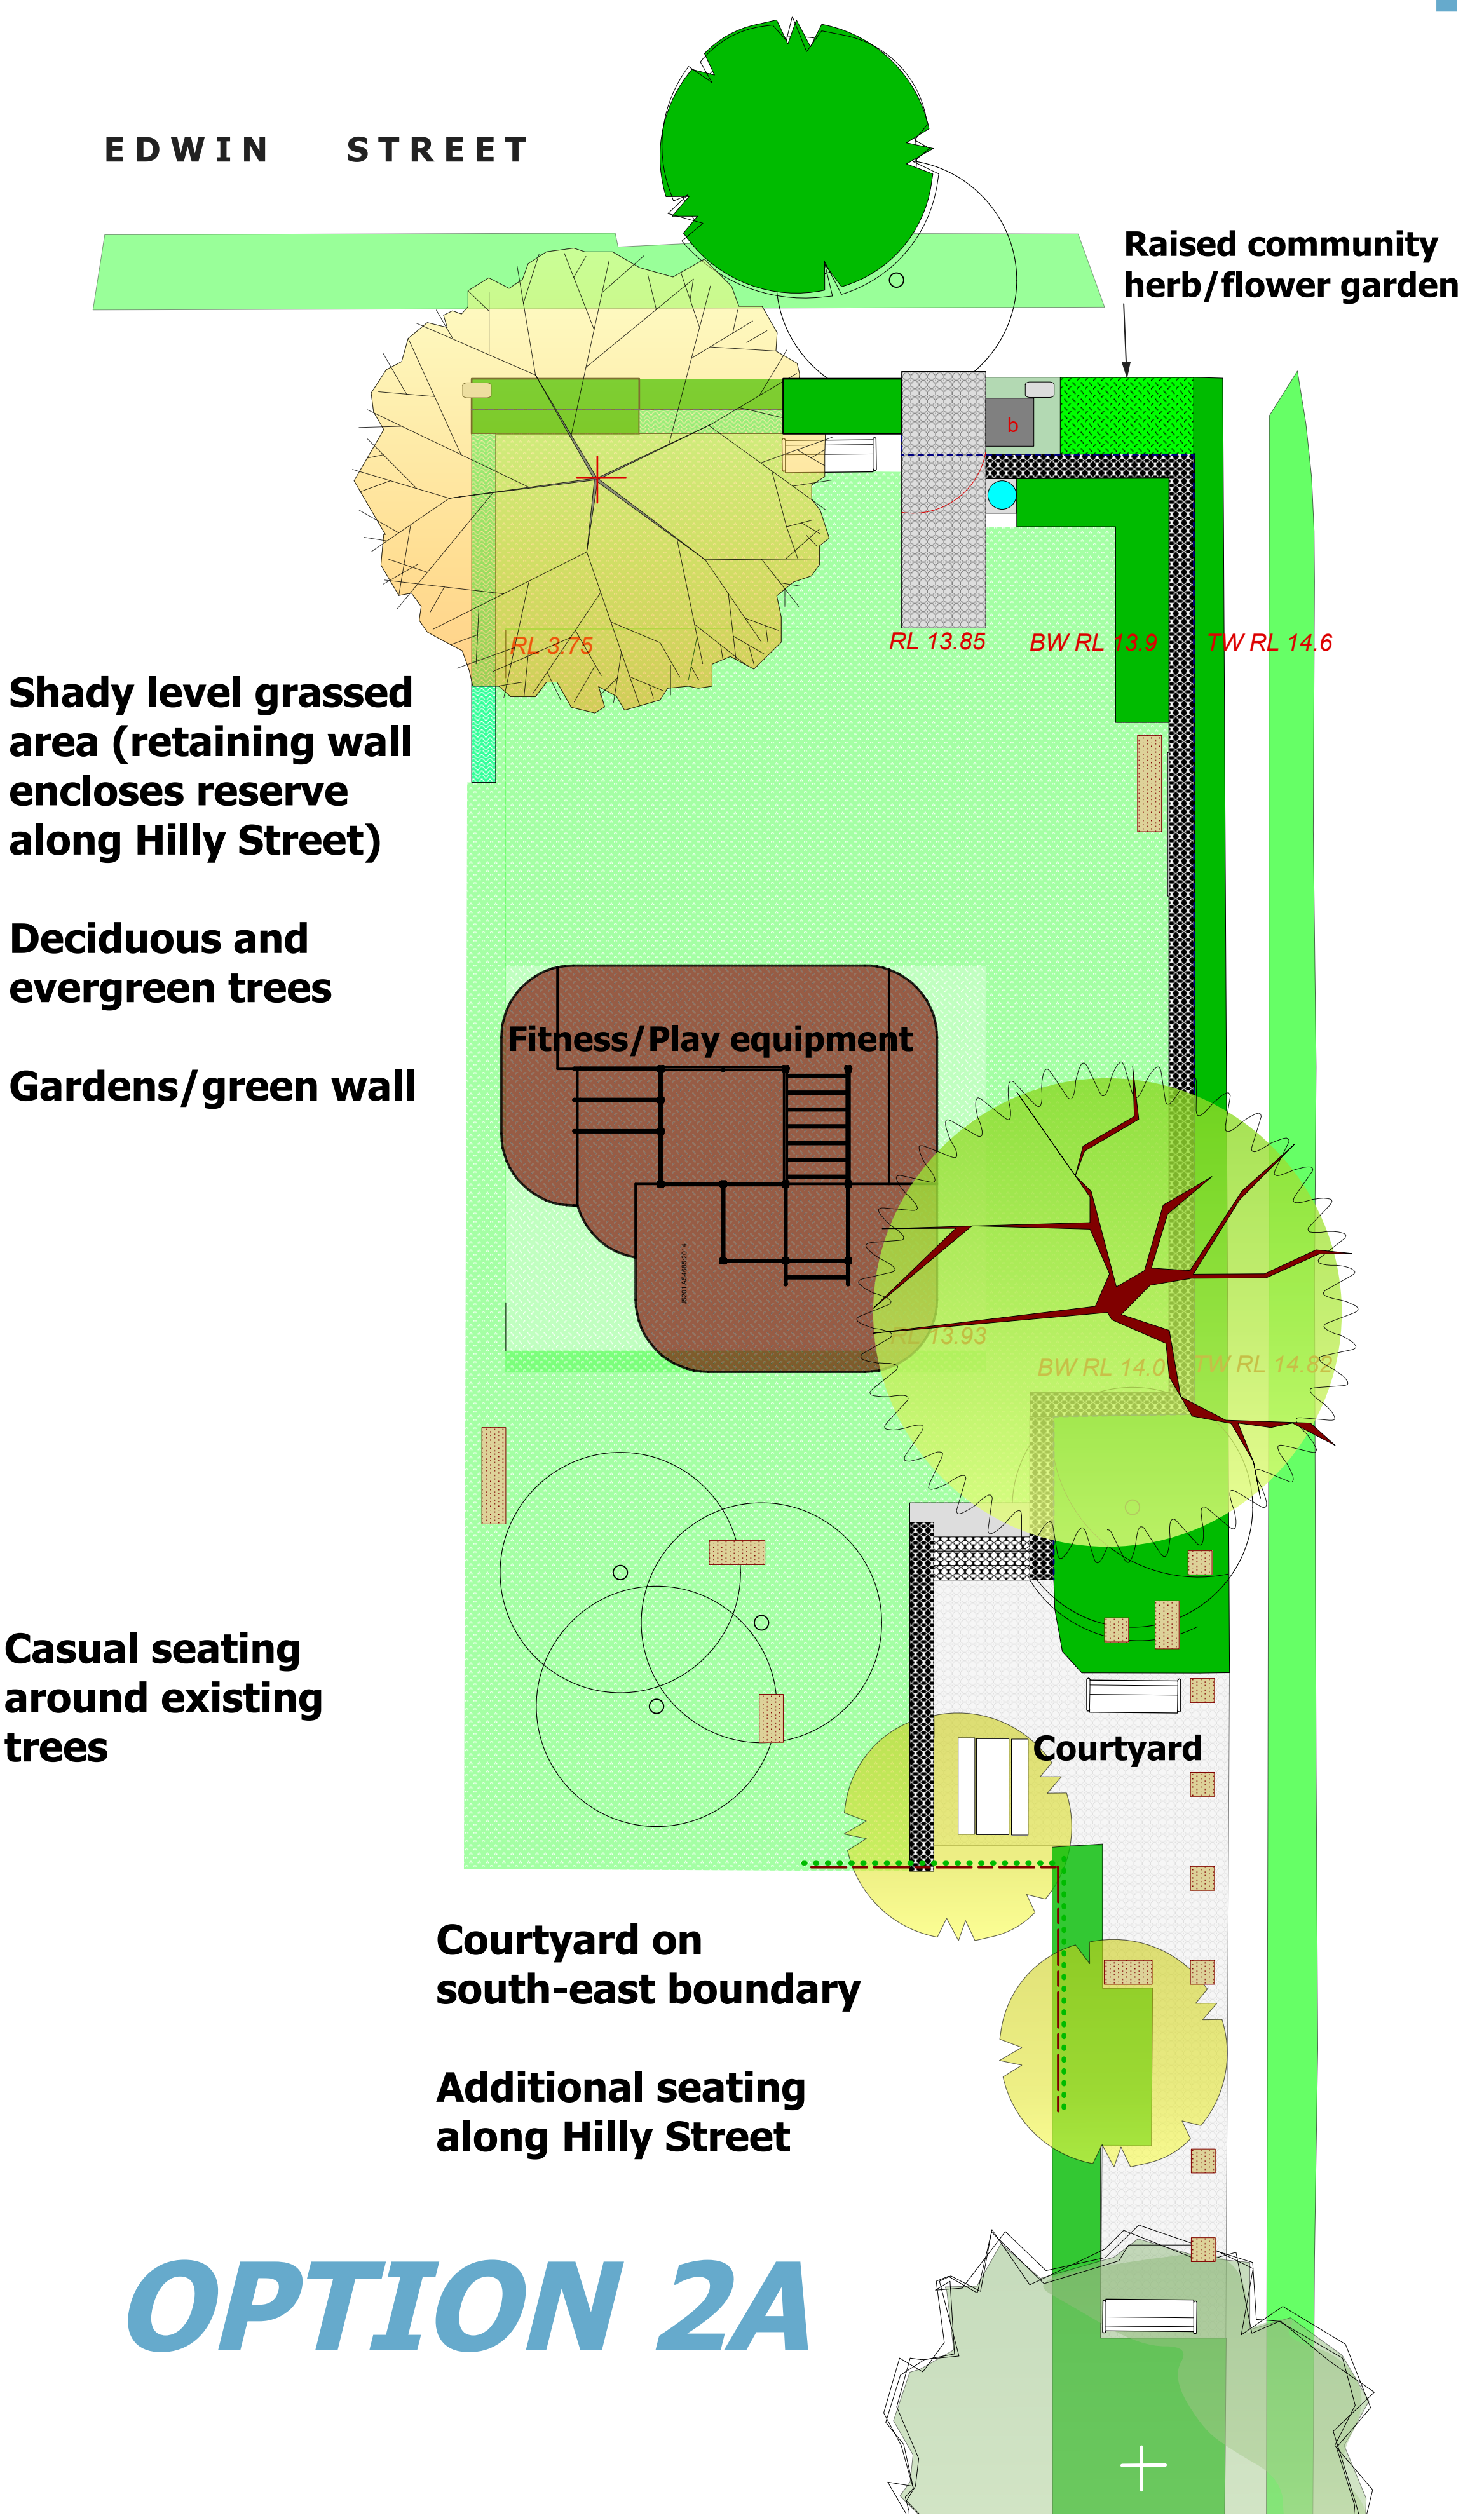 EDWIN STREET
Raised community
herb/flower garden
b
RL 3.75
RL 13.85
BW RL 13.9
TW RL 14.6
Shady level grassed
area (retaining wall
encloses reserve
along Hilly Street)
Deciduous and
evergreen trees
Gardens/green wall
Fitness/Play equipment
JS201 AS4685:2014
RL 13.93
BW RL 14.0
TW RL 14.82
Casual seating
around existing
trees
Courtyard
Courtyard on
south-east boundary
Additional seating
along Hilly Street
OPTION 2A